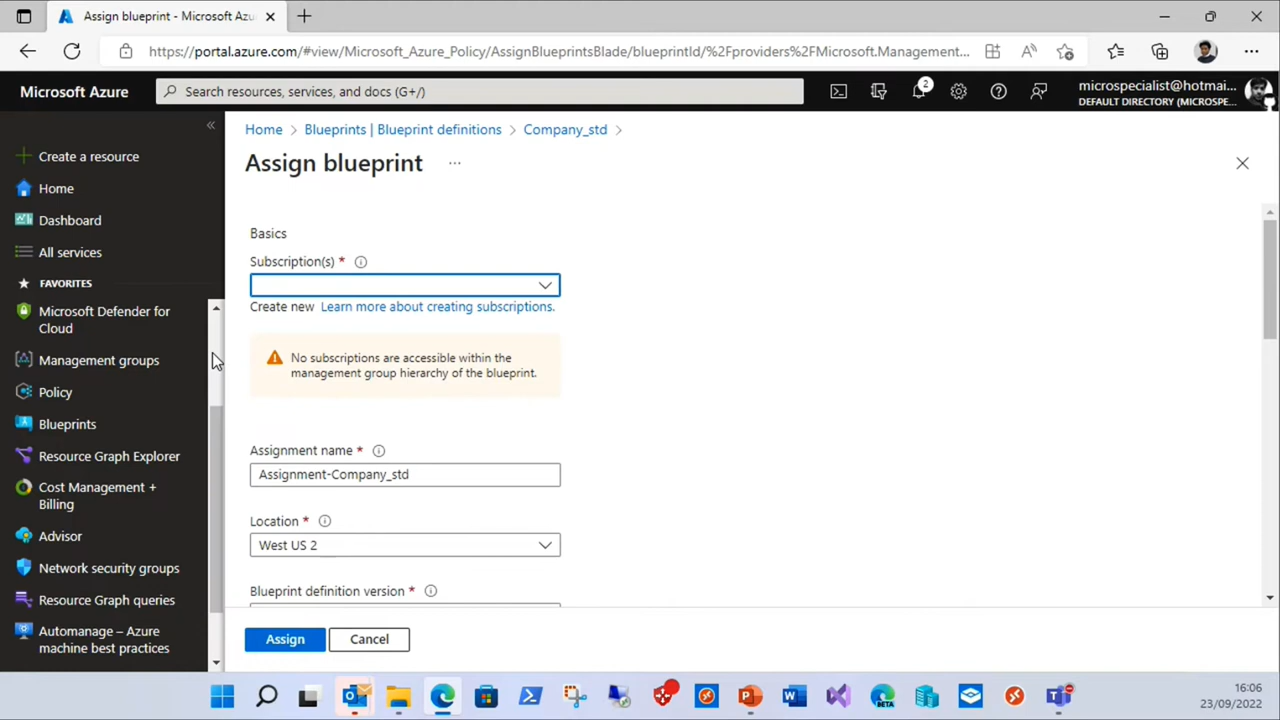 Assign blueprint - Microsoft Azu
https://portal.azure.com/#view/Microsoft_Azure_Policy/AssignBlueprintsBlade/blueprintId/%2Fproviders%2FMicrosoft.Management...
Microsoft Azure
Search resources, services, and docs (G+/)
2
microspecialist@hotmai...
DEFAULT DIRECTORY (MICROSPE...
Create a resource
Home
Dashboard
All services
FAVORITES
Microsoft Defender for
Cloud
Management groups
Policy
Blueprints
Resource Graph Explorer
Cost Management +
Billing
Advisor
Network security groups
Resource Graph queries
Automanage – Azure
machine best practices
Home > Blueprints | Blueprint definitions > Company_std >
Assign blueprint ...
Basics
Subscription(s) *
Create new Learn more about creating subscriptions.
No subscriptions are accessible within the
management group hierarchy of the blueprint.
Assignment name *
Assignment-Company_std
Location *
West US 2
Blueprint definition version *
Assign
Cancel
16:06
23/09/2022